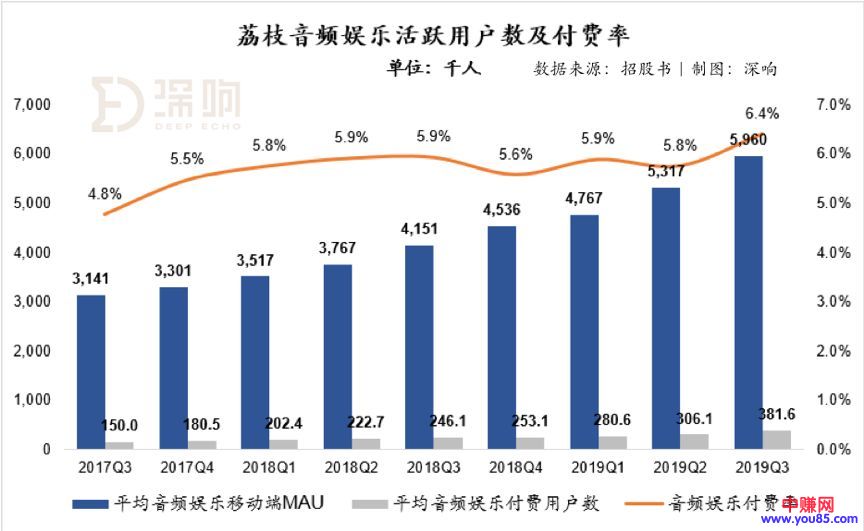 荔枝音频娱乐活跃用户数及付费率
单位：千人 数据来源：招股书 | 制图：深响
深响
DEEP ECHO
7,000 7.0%
6,000 6.0%
5,000 5.0%
4,000 4.0%
3,000 3.0%
2,000 2.0%
1,000 1.0%
0 0.0%
4.8% 5.5% 5.8% 5.9% 5.9% 5.6% 5.9% 5.8% 6.4%
3,141 3,301 3,517 3,767 4,151 4,536 4,767 5,317 5,960
150.0 180.5 202.4 222.7 246.1 253.1 280.6 306.1 381.6
2017Q3 2017Q4 2018Q1 2018Q2 2018Q3 2018Q4 2019Q1 2019Q2 2019Q3
平均音频娱乐移动端MAU 平均音频娱乐付费用户数 音频娱乐付费率
中赚网
www.you85.com